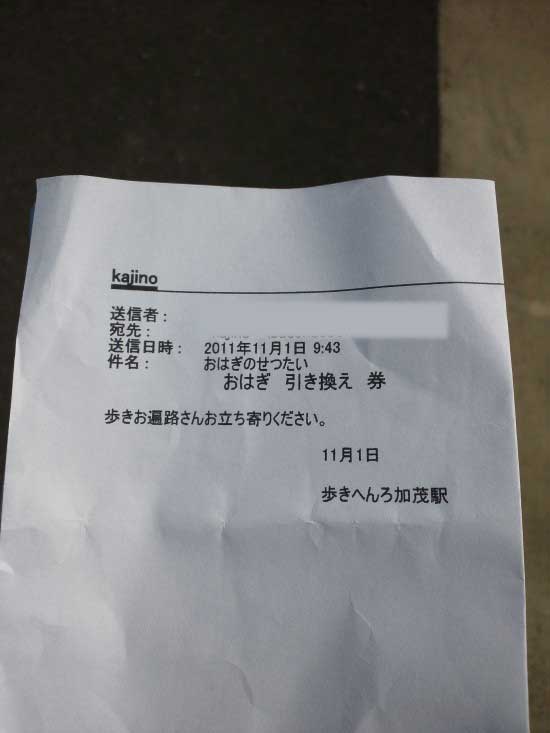 kajino
送信者：
宛先：
送信日時： 2011年11月1日 9:43
件名： おはぎのせつたい
おはぎ 引き換え 券
歩きお遍路さんお立ち寄りください。
11月1日
歩きへんろ加茂駅